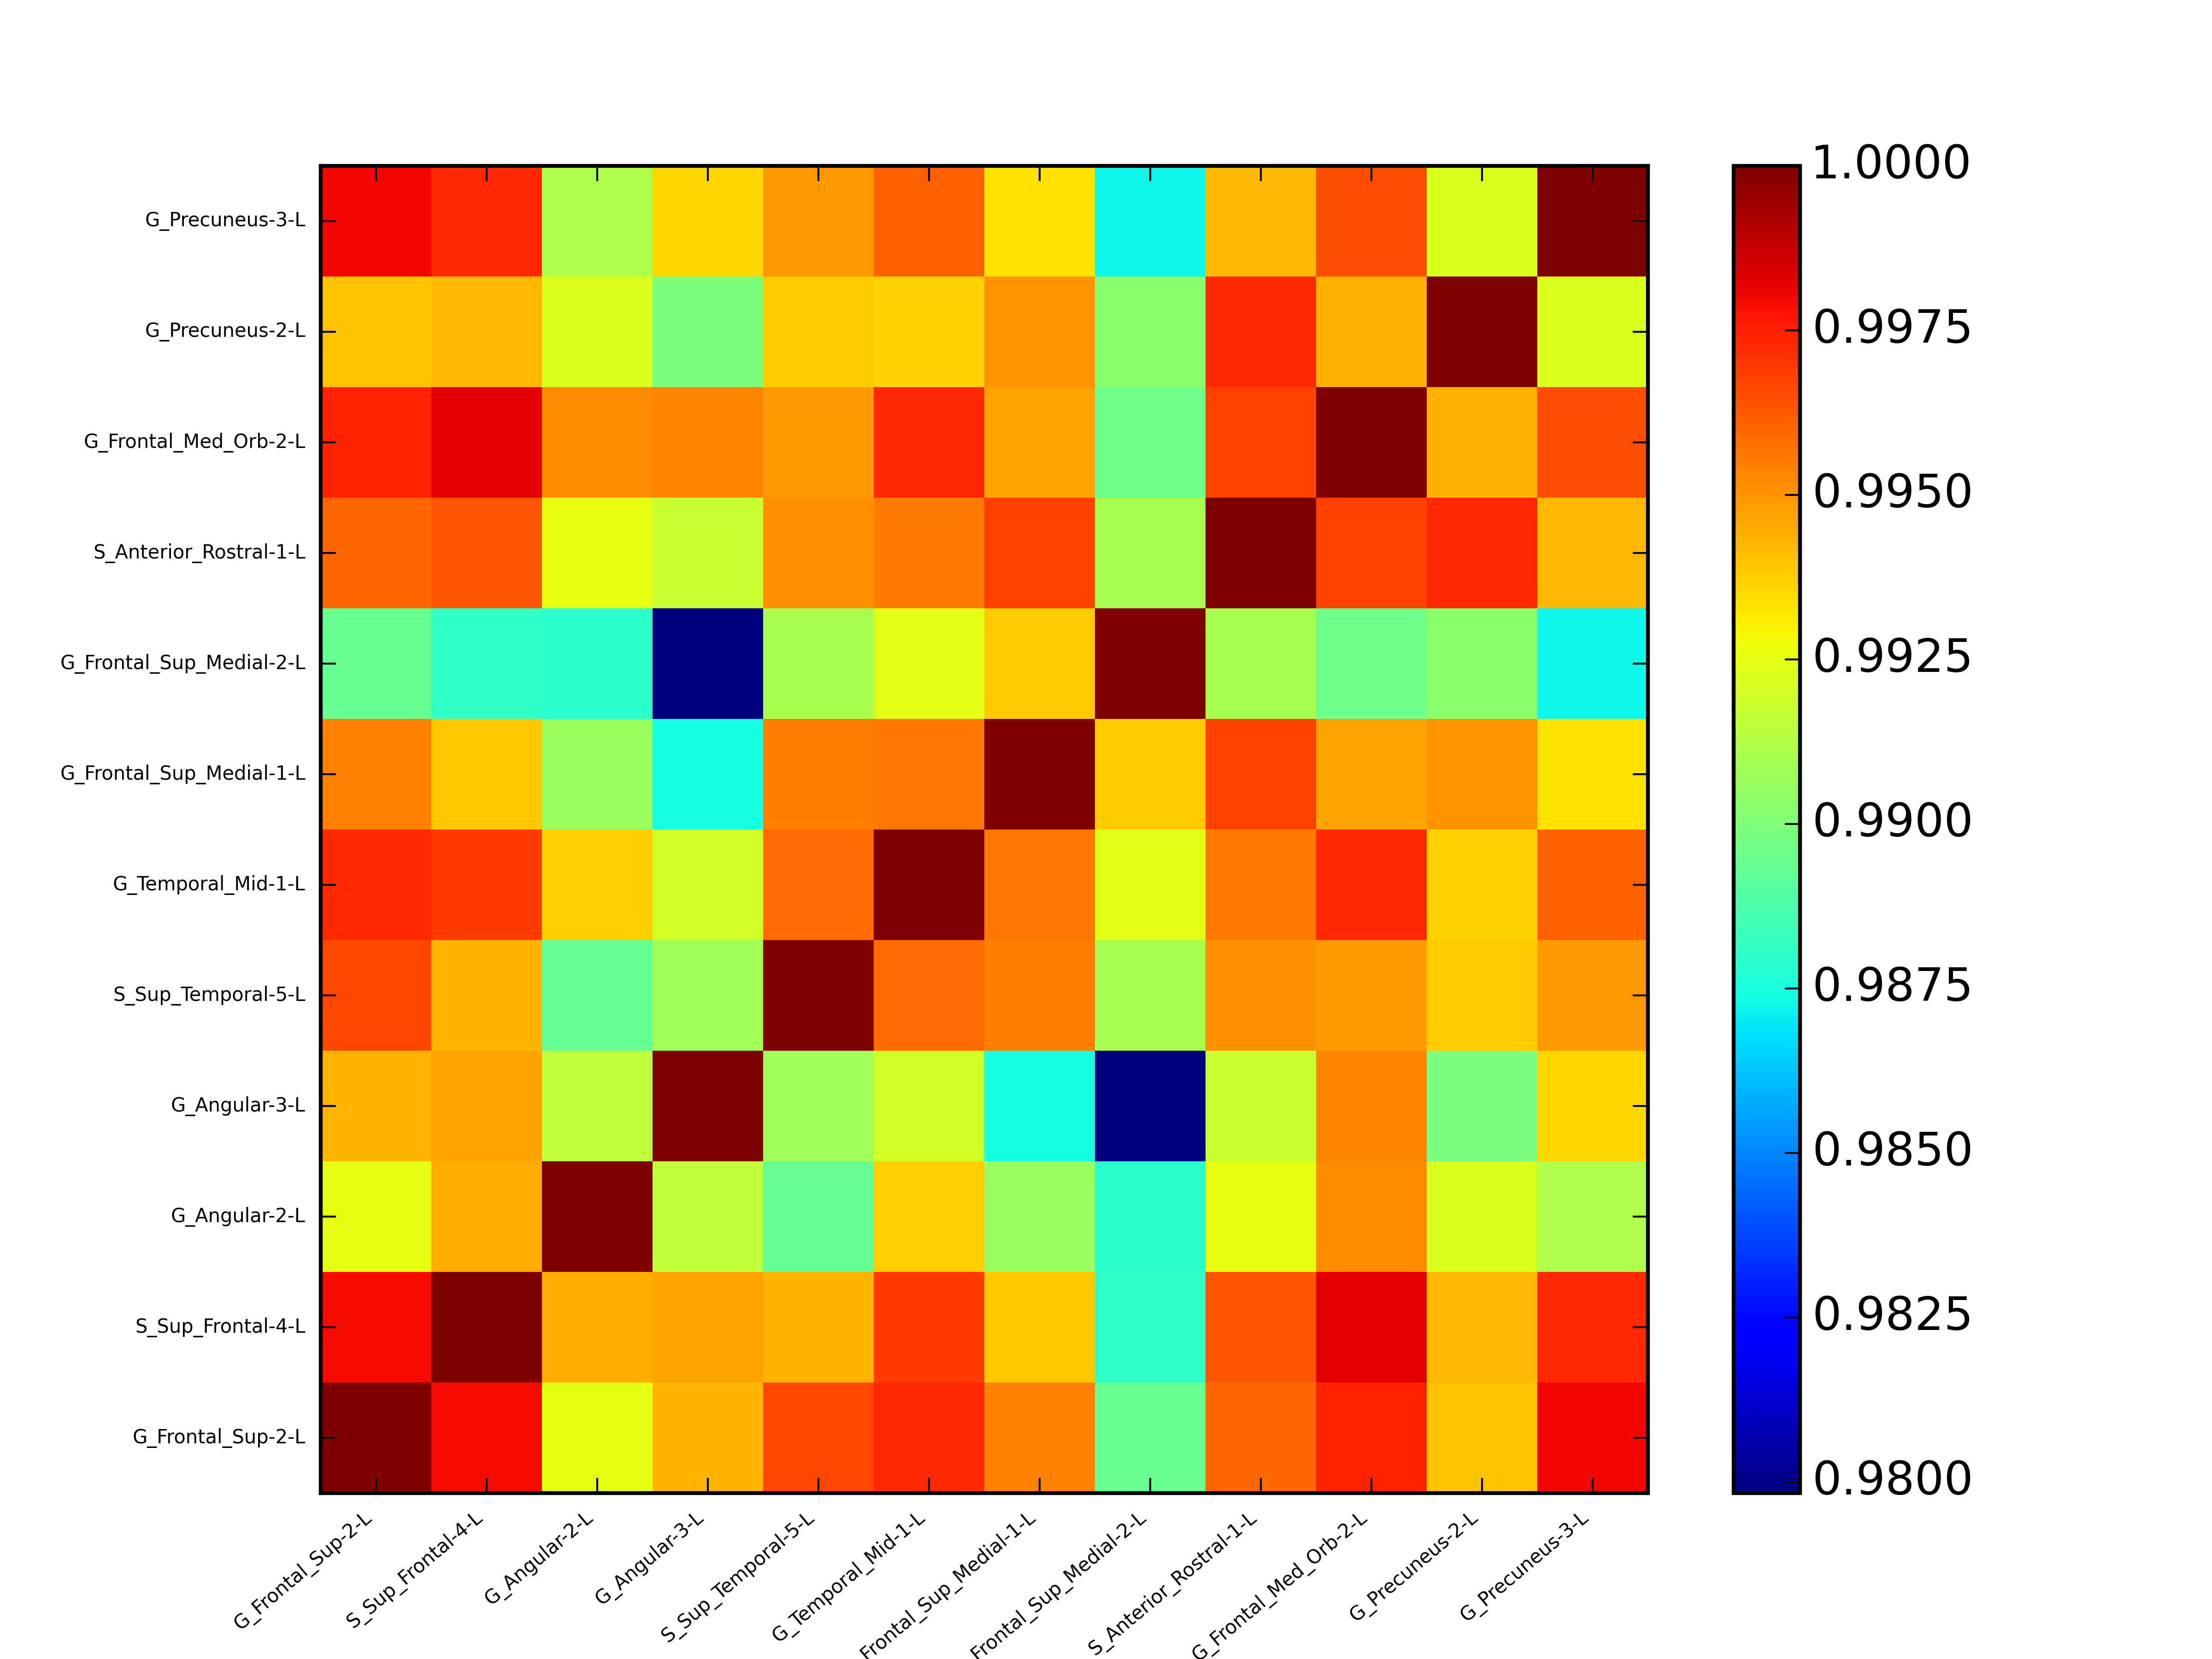 G_Precuneus-3-L
G_Precuneus-2-L
G_Frontal_Med_Orb-2-L
S_Anterior_Rostral-1-L
G_Frontal_Sup_Medial-2-L
G_Frontal_Sup_Medial-1-L
G_Temporal_Mid-1-L
S_Sup_Temporal-5-L
G_Angular-3-L
G_Angular-2-L
S_Sup_Frontal-4-L
G_Frontal_Sup-2-L
G_Frontal_Sup-2-L
S_Sup_Frontal-4-L
G_Angular-2-L
G_Angular-3-L
S_Sup_Temporal-5-L
G_Temporal_Mid-1-L
Frontal_Sup_Medial-1-L
Frontal_Sup_Medial-2-L
S_Anterior_Rostral-1-L
G_Frontal_Med_Orb-2-L
G_Precuneus-2-L
G_Precuneus-3-L
1.0000
0.9975
0.9950
0.9925
0.9900
0.9875
0.9850
0.9825
0.9800